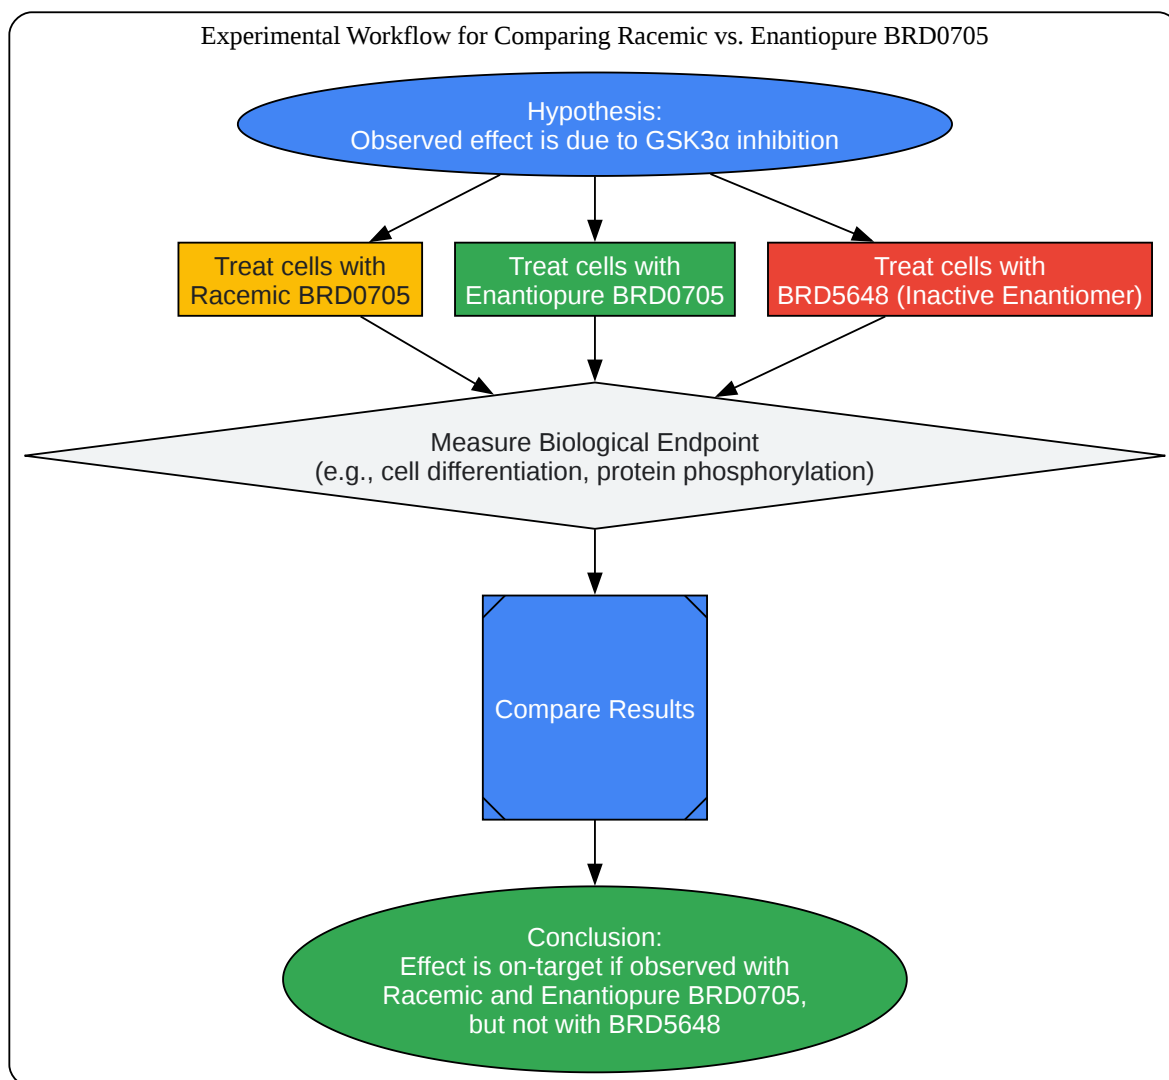 Experimental Workflow for Comparing Racemic vs. Enantiopure BRD0705
Hypothesis:
Observed effect is due to GSK3α inhibition
Treat cells with
Racemic BRD0705
Treat cells with
Enantiopure BRD0705
Treat cells with
BRD5648 (Inactive Enantiomer)
Measure Biological Endpoint
(e.g., cell differentiation, protein phosphorylation)
Compare Results
Conclusion:
Effect is on-target if observed with
Racemic and Enantiopure BRD0705,
but not with BRD5648